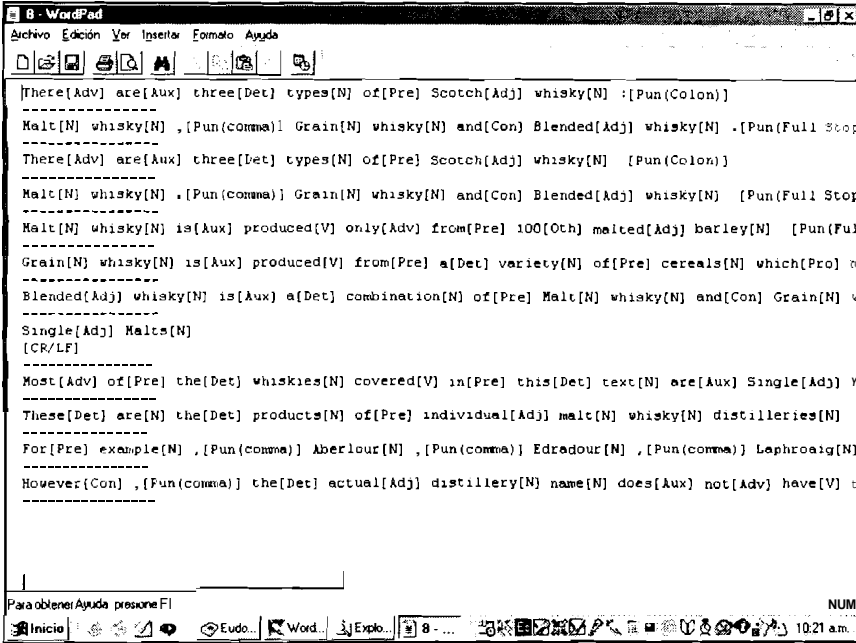 8 - WordPad
Archivo Edición Ver Insertar Formato Ayuda
There[Adv] are[Aux] three[Det] types[N] of[Pre] Scotch[Adj] whisky[N] :[Pun(Colon)]
----------------
Malt[N] whisky[N] ,[Pun(comma)] Grain[N] whisky[N] and[Con] Blended[Adj] whisky[N] .[Pun(Full Stop
----------------
There[Adv] are[Aux] three[Det] types[N] of[Pre] Scotch[Adj] whisky[N] [Pun(Colon)]
----------------
Malt[N] whisky[N] .[Pun(comma)] Grain[N] whisky[N] and[Con] Blended[Adj] whisky[N] [Pun(Full Stop
----------------
Malt[N] whisky[N] is[Aux] produced[V] only[Adv] from[Pre] 100[Oth] malted[Adj] barley[N] [Pun(Ful
----------------
Grain[N] whisky[N] is[Aux] produced[V] from[Pre] a[Det] variety[N] of[Pre] cereals[N] which[Pro]
----------------
Blended[Adj] whisky[N] is[Aux] a[Det] combination[N] of[Pre] Malt[N] whisky[N] and[Con] Grain[N]
----------------
Single[Adj] Malts[N]
[CR/LF]
----------------
Most[Adv] of[Pre] the[Det] whiskies[N] covered[V] in[Pre] this[Det] text[N] are[Aux] Single[Adj]
----------------
These[Det] are[N] the[Det] products[N] of[Pre] individual[Adj] malt[N] whisky[N] distilleries[N]
----------------
For[Pre] example[N] ,[Pun(comma)] Aberlour[N] ,[Pun(comma)] Edradour[N] ,[Pun(comma)] Laphroaig[N]
----------------
However[Con] ,[Pun(comma)] the[Det] actual[Adj] distillery[N] name[N] does[Aux] not[Adv] have[V] t
----------------
Para obtener Ayuda presione F1
NUM
Inicio Eudo... Word... Explo... 8 - ... 10:21 a.m.